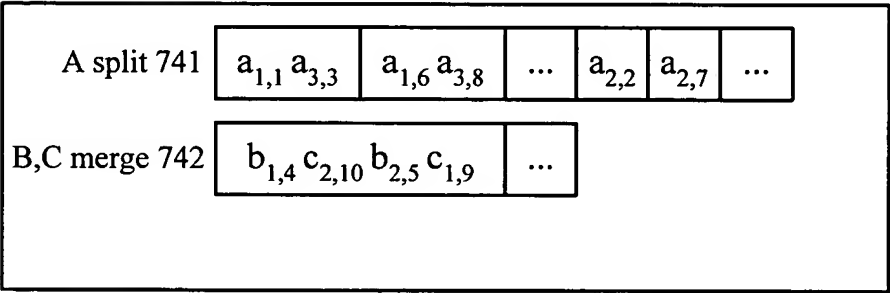 A split 741 a1,1 a3,3 a1,6 a3,8 ... a2,2 a2,7 ...
B,C merge 742 b1,4 c2,10 b2,5 c1,9 ...